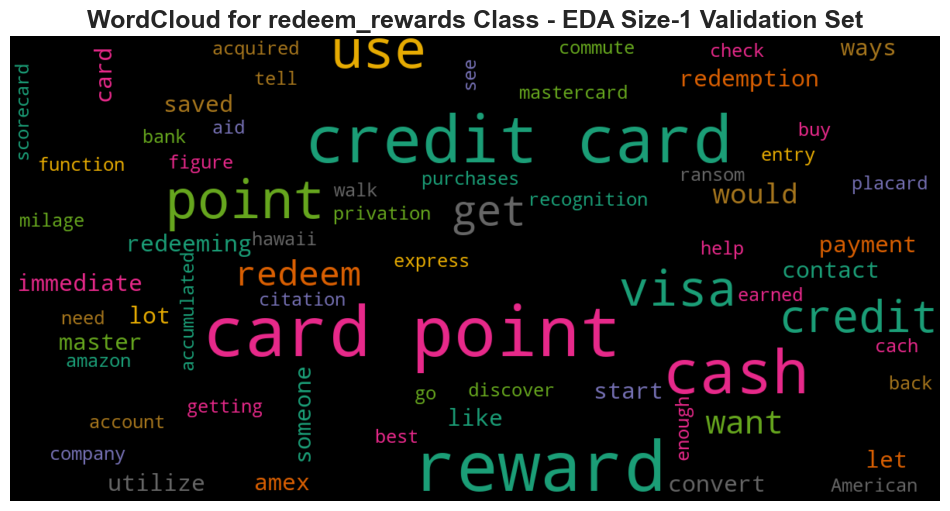 WordCloud for redeem_rewards Class - EDA Size-1 Validation Set
acquired
use
commute
check
ways
card
tell
see
mastercard
redemption
scorecard
saved
bank
aid
credit card
buy
function
figure
entry
purchases
walk
ransom
placard
point
privation
get
recognition
would
milage
redeeming
hawaii
help
payment
express
immediate
redeem
contact
citation
visa
earned
accumulated
need
lot
card point
credit
master
amazon
cash
cach
someone
go
discover
start
back
account
getting
like
enough
want
best
company
reward
let
utilize
amex
convert
American